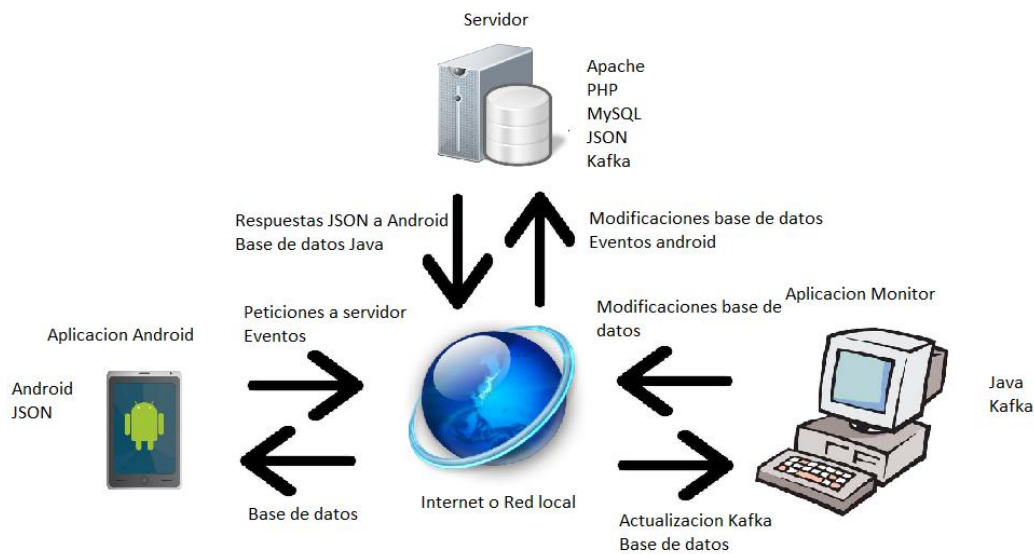 Servidor
Apache
PHP
MySQL
JSON
Kafka
Respuestas JSON a Android
Base de datos Java
Modificaciones base de datos
Eventos android
Aplicacion Android
Peticiones a servidor
Eventos
Modificaciones base de
datos
Aplicacion Monitor
Android
JSON
Java
Kafka
Base de datos
Internet o Red local
Actualizacion Kafka
Base de datos